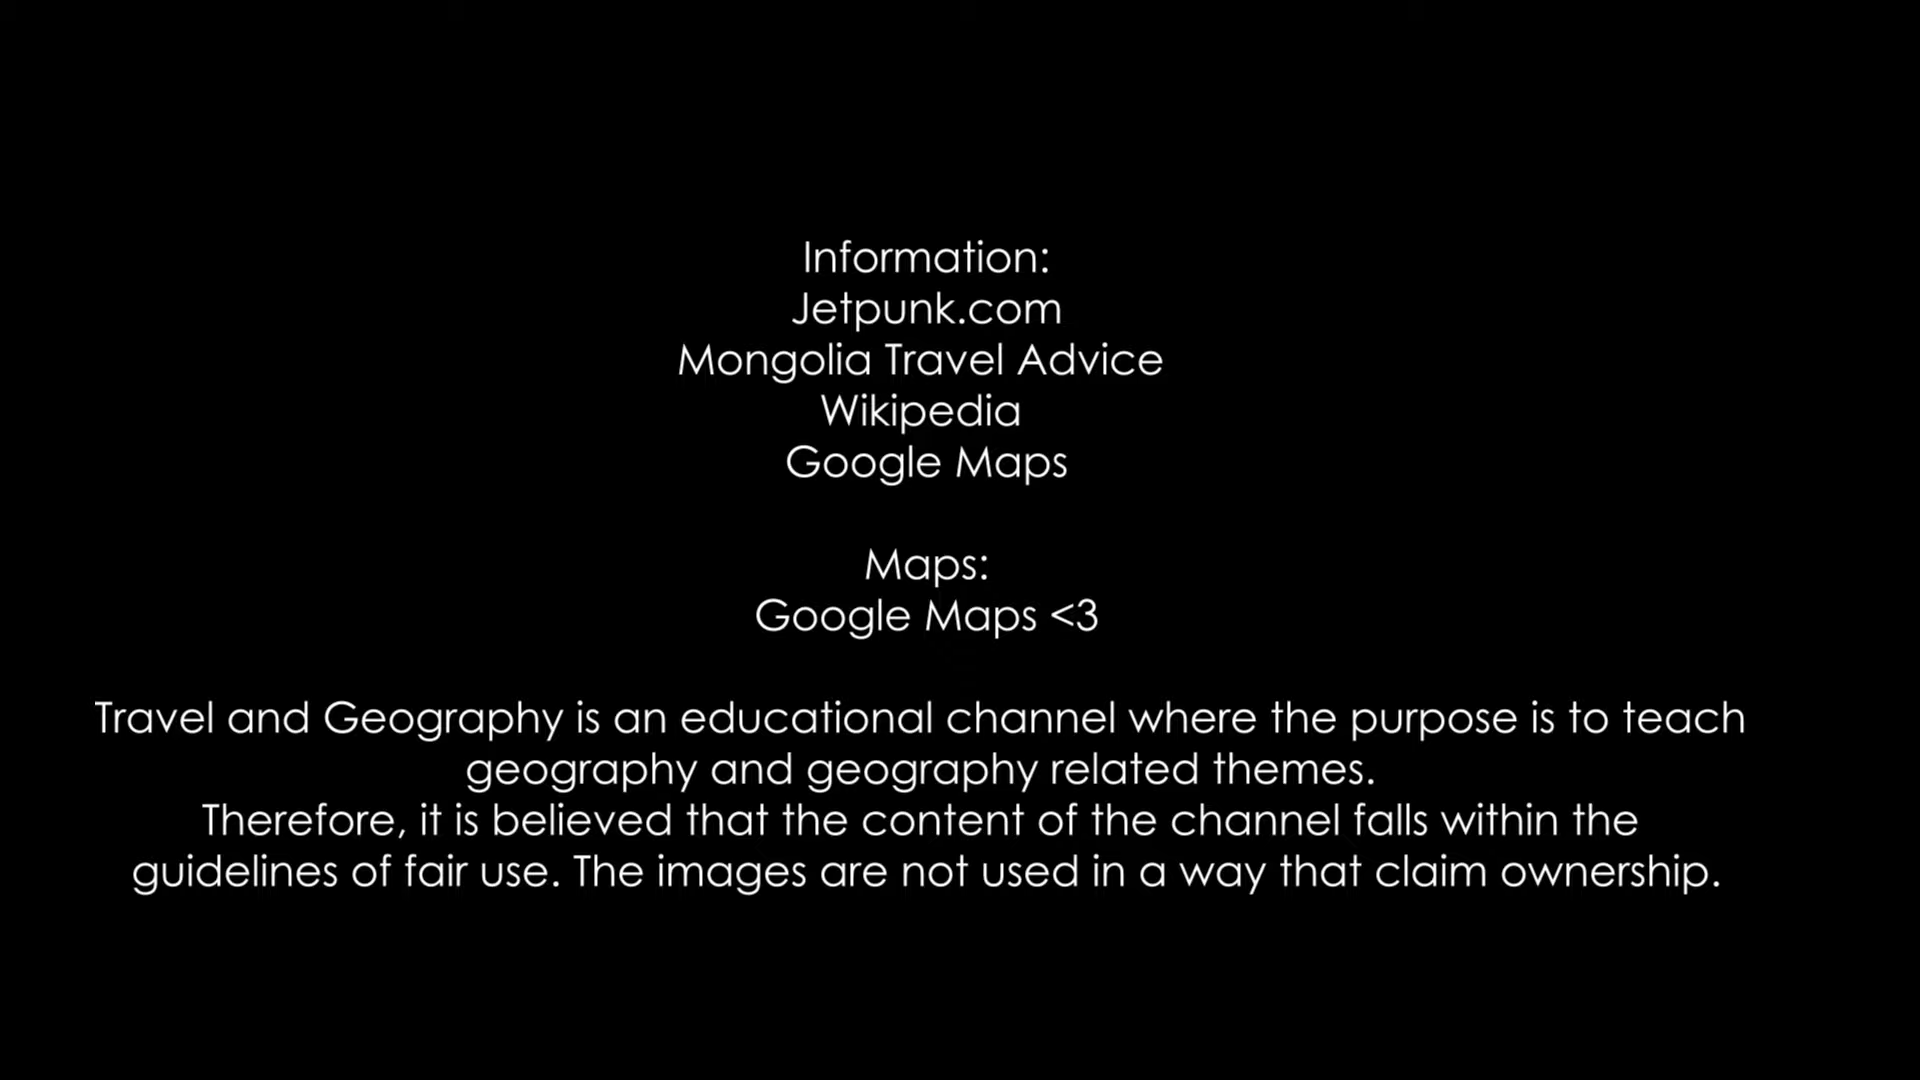 Information:
Jetpunk.com
Mongolia Travel Advice
Wikipedia
Google Maps
Maps:
Google Maps <3
Travel and Geography is an educational channel where the purpose is to teach
geography and geography related themes.
Therefore, it is believed that the content of the channel falls within the
guidelines of fair use. The images are not used in a way that claim ownership.